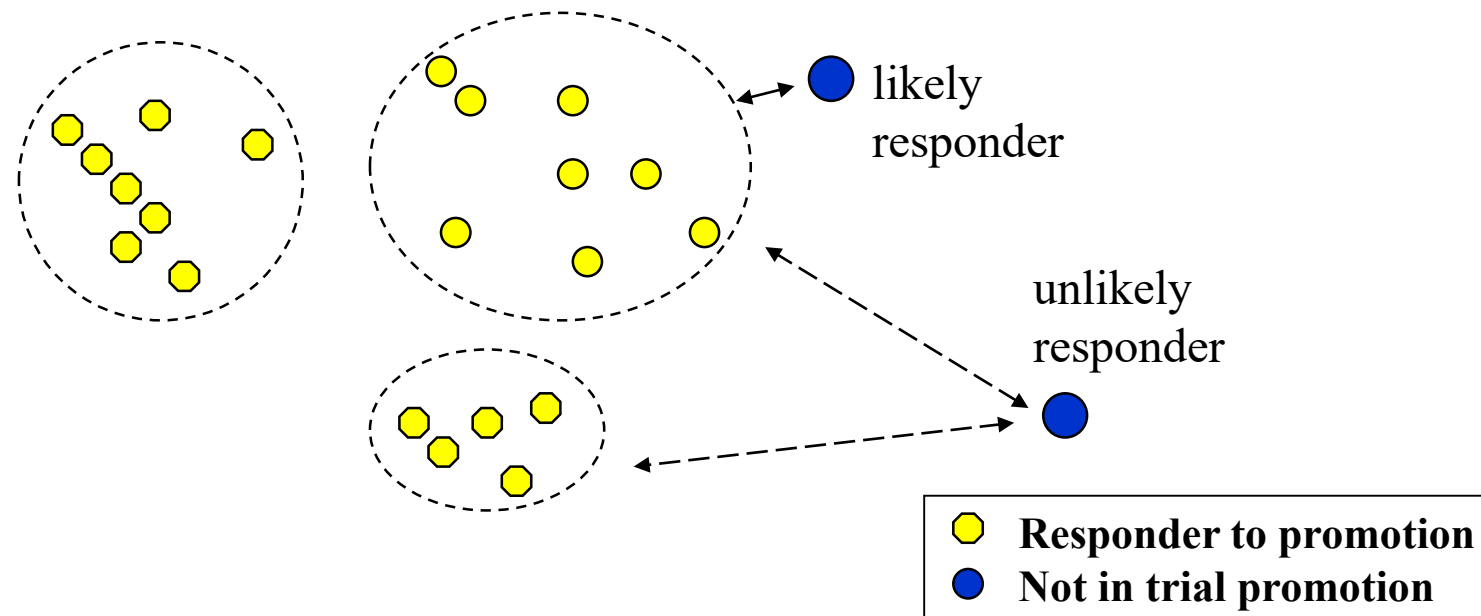 likely
responder
unlikely
responder
Responder to promotion
Not in trial promotion